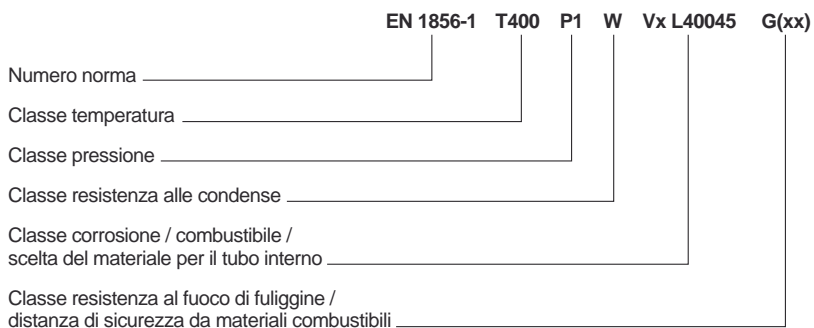 EN 1856-1 T400 P1 W Vx L40045 G(xx)
Numero norma
Classe temperatura
Classe pressione
Classe resistenza alle condense
Classe corrosione / combustibile /
scelta del materiale per il tubo interno
Classe resistenza al fuoco di fuliggine /
distanza di sicurezza da materiali combustibili